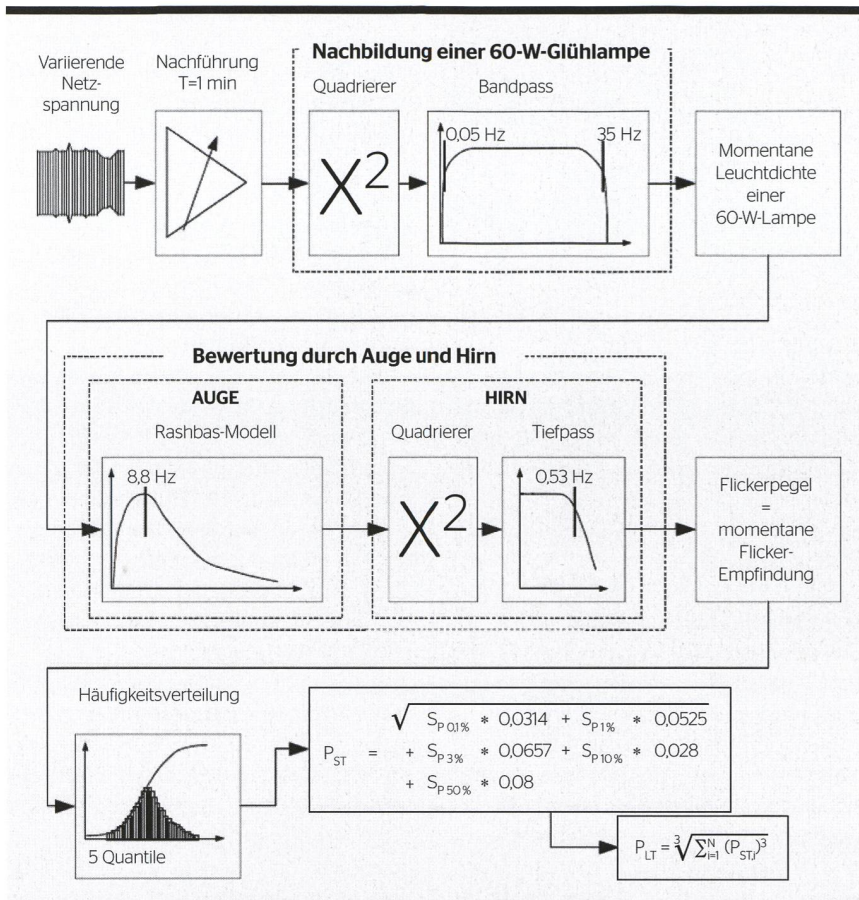 Variierende
Netz-
spannung
Nachführung
T=1 min
Nachbildung einer 60-W-Glühlampe
Quadrierer
X²
Bandpass
0,05 Hz
35 Hz
Momentane
Leuchtdichte
einer
60-W-Lampe
Bewertung durch Auge und Hirn
AUGE
Rashbas-Modell
8,8 Hz
HIRN
Quadrierer
X²
Tiefpass
0,53 Hz
Flickerpegel
=
momentane
Flicker-
Empfindung
Häufigkeitsverteilung
5 Quantile
√ S_P 0,1% * 0,0314 + S_P 1% * 0,0525
P_ST = + S_P 3% * 0,0657 + S_P 10% * 0,028
+ S_P 50% * 0,08
P_LT = ³√ Σ_i=1^N (P_ST,i)³